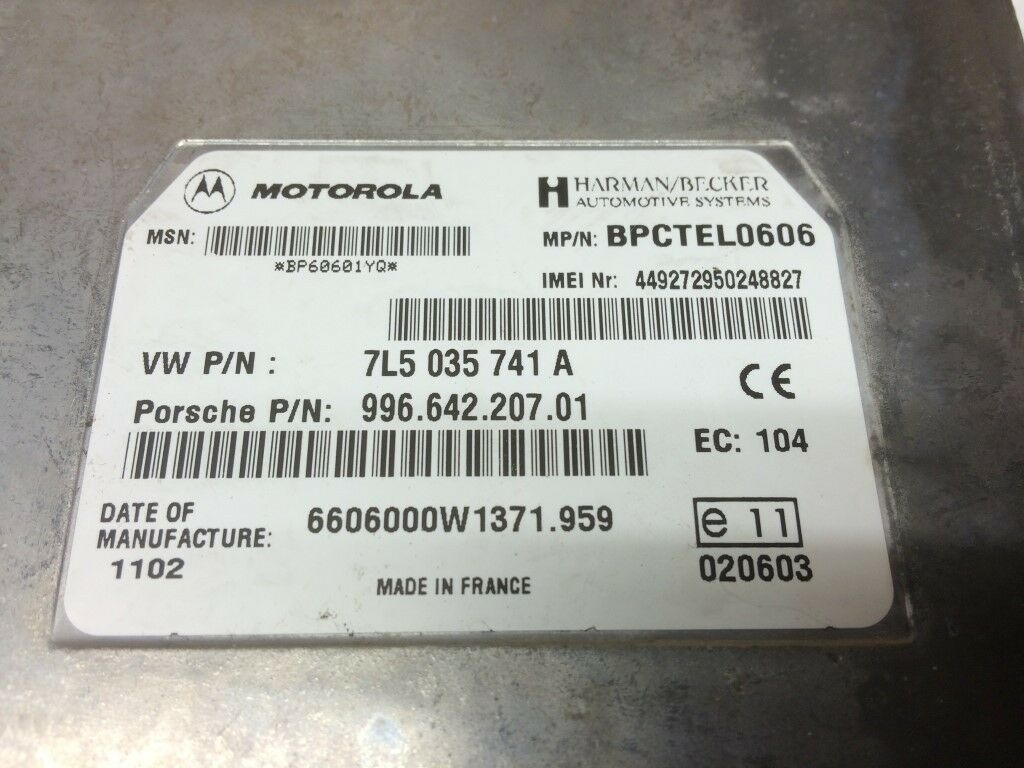 MOTOROLA
HARMAN/BECKER
AUTOMOTIVE SYSTEMS
MSN:
*BP60601YQ*
MP/N: BPCTEL0606
IMEI Nr: 449272950248827
VW P/N : 7L5 035 741 A
CE
Porsche P/N: 996.642.207.01
EC: 104
DATE OF
MANUFACTURE:
1102
6606000W1371.959
e 11
020603
MADE IN FRANCE